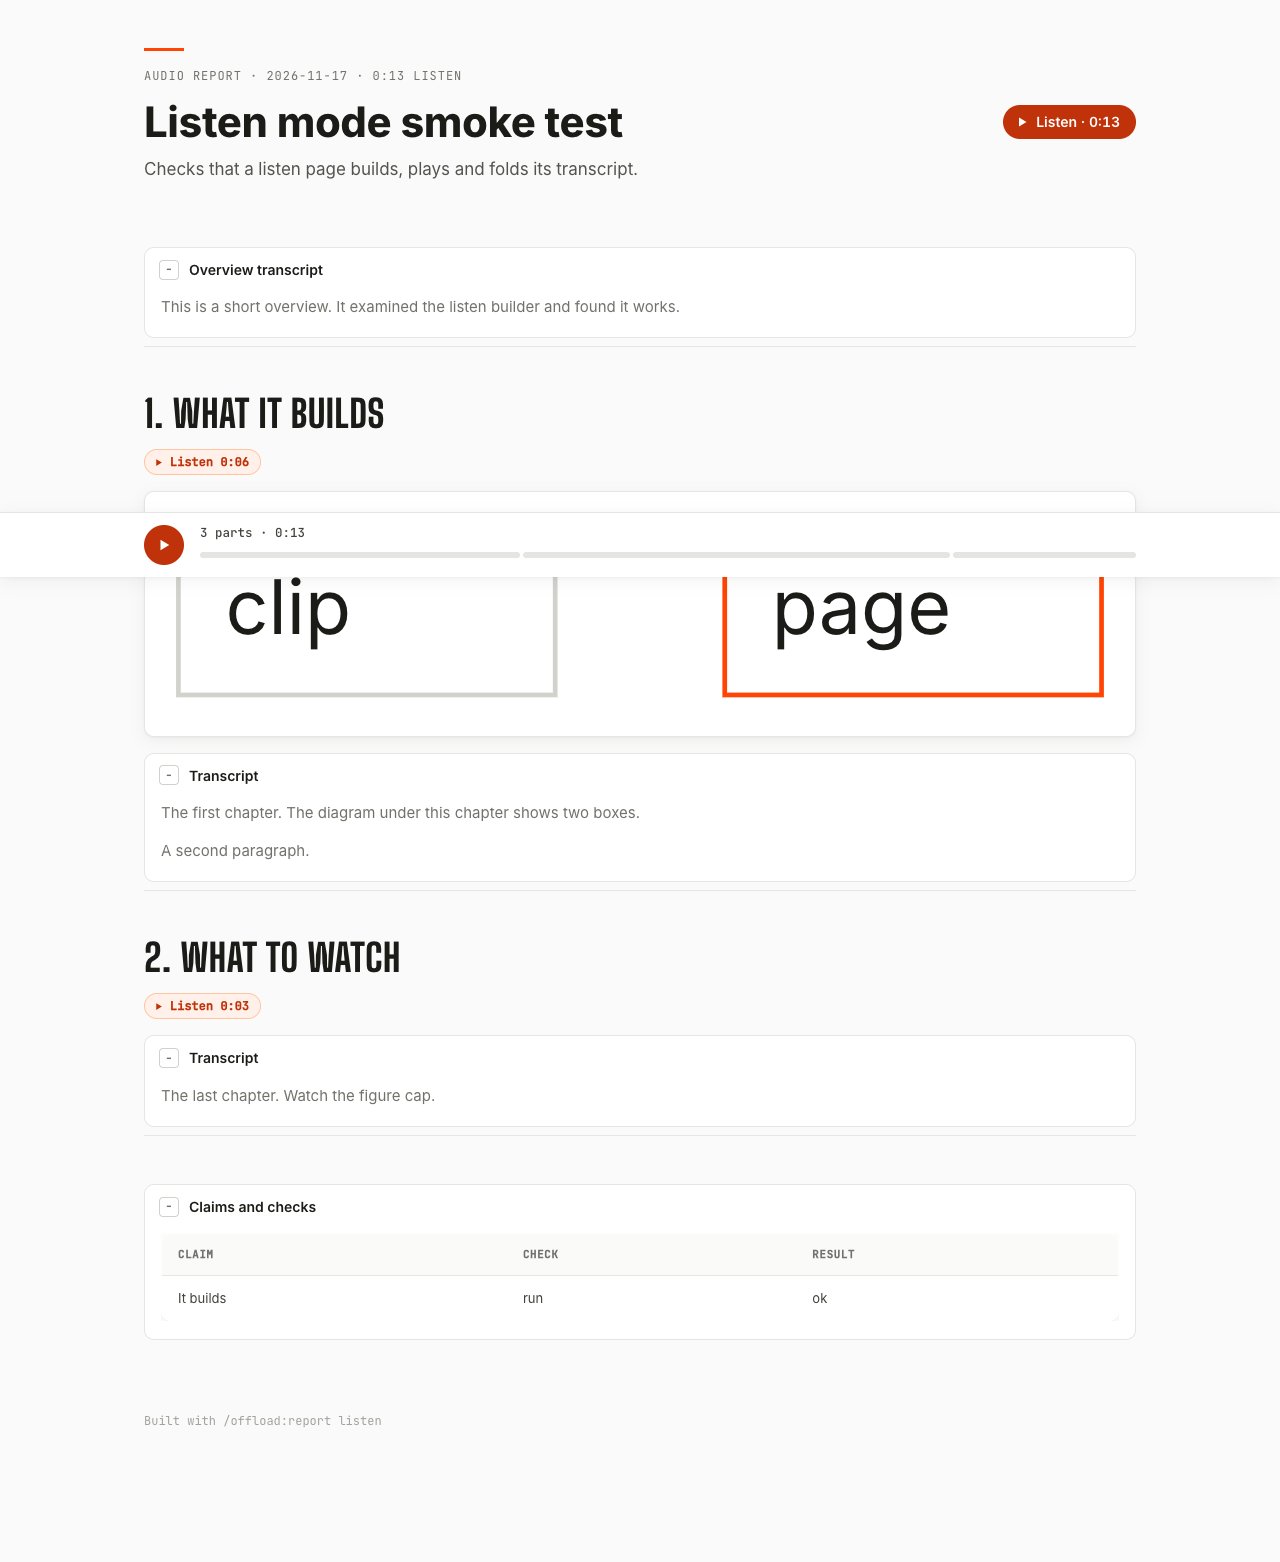 AUDIO REPORT · 2026-11-17 · 0:13 LISTEN
Listen mode smoke test
Listen · 0:13
Checks that a listen page builds, plays and folds its transcript.
- Overview transcript
This is a short overview. It examined the listen builder and found it works.
1. WHAT IT BUILDS
Listen 0:06
3 parts · 0:13
clip
page
- Transcript
The first chapter. The diagram under this chapter shows two boxes.
A second paragraph.
2. WHAT TO WATCH
Listen 0:03
- Transcript
The last chapter. Watch the figure cap.
- Claims and checks
CLAIM CHECK RESULT
It builds run ok
Built with /offload:report listen